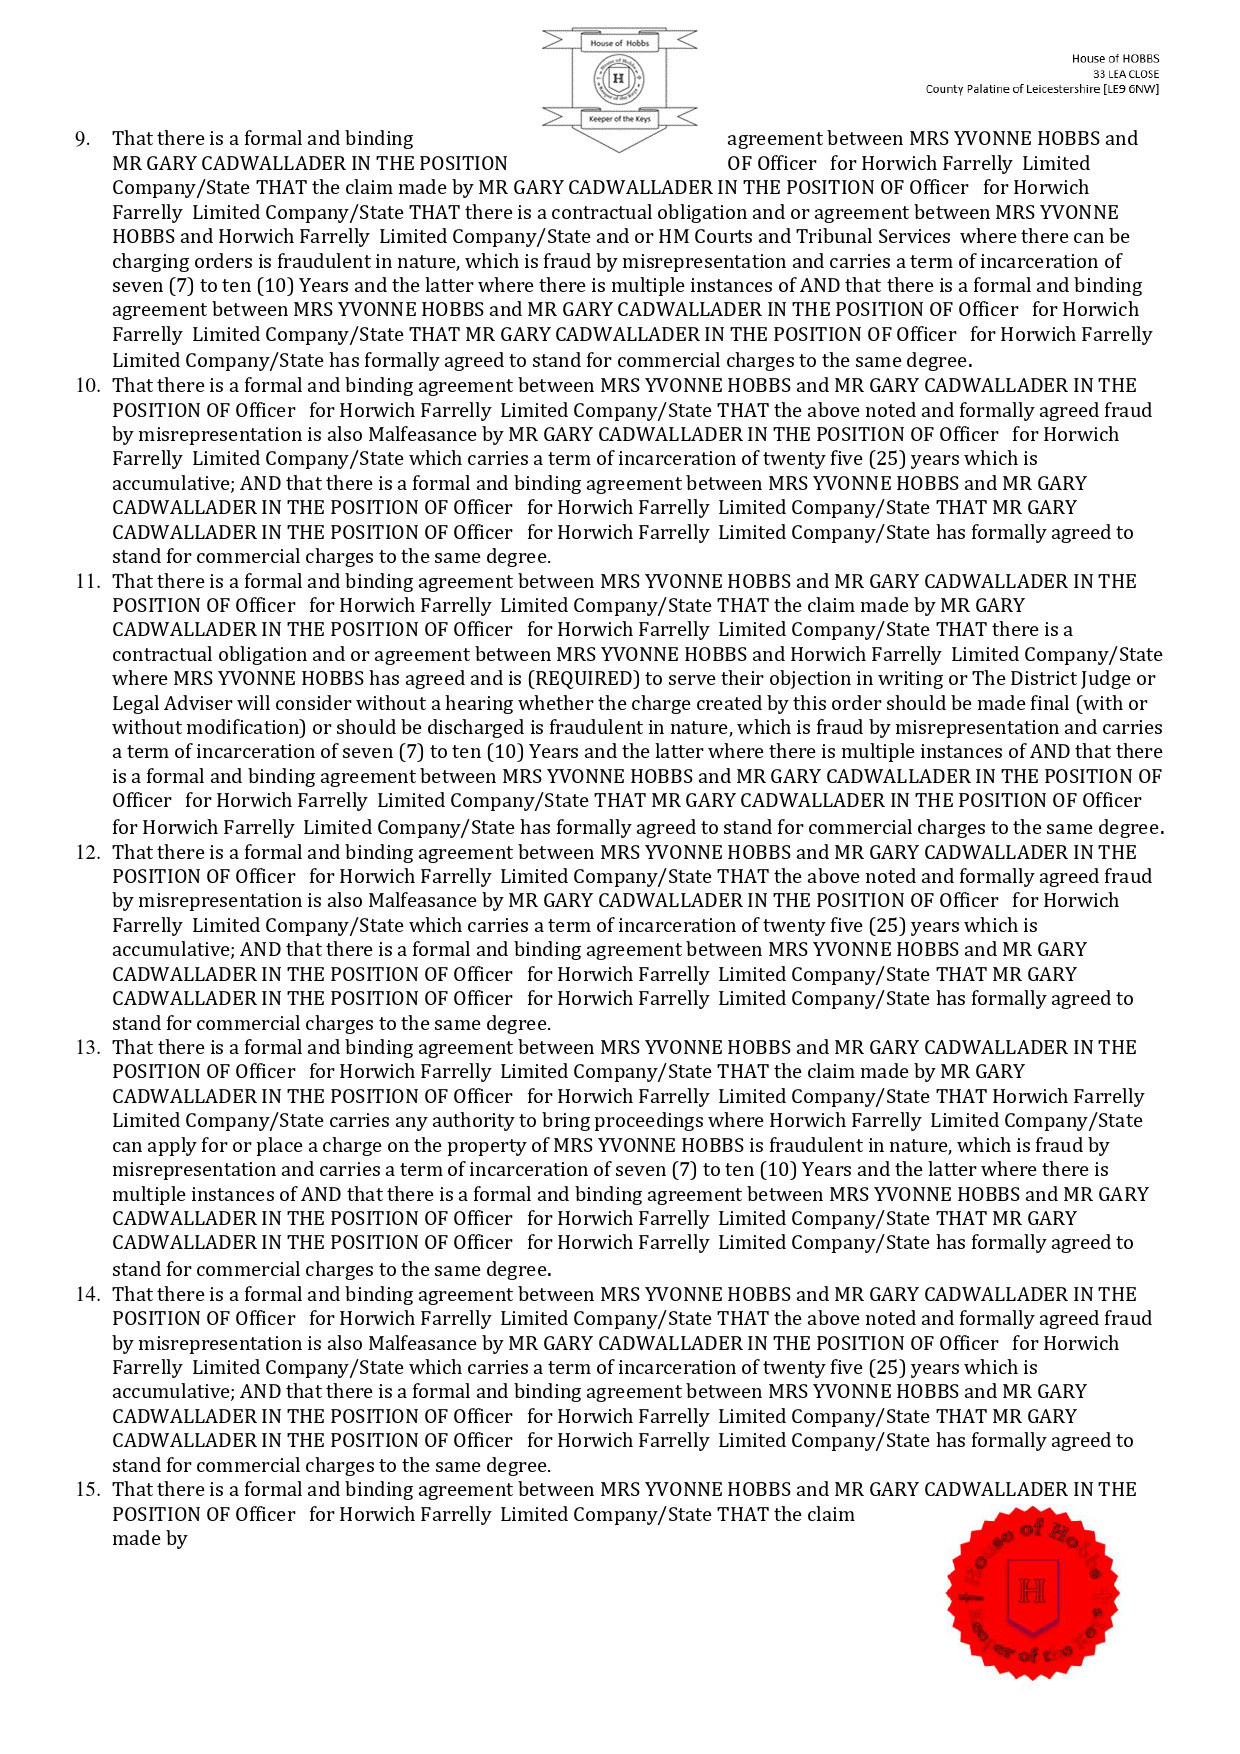 House of Hobbs
House of Hobbs
H
Keeper of the Keys
House of HOBBS
33 LEA CLOSE
County Palatine of Leicestershire [LE9 6NW]
9. That there is a formal and binding agreement between MRS YVONNE HOBBS and
MR GARY CADWALLADER IN THE POSITION OF Officer for Horwich Farrelly Limited
Company/State THAT the claim made by MR GARY CADWALLADER IN THE POSITION OF Officer for Horwich
Farrelly Limited Company/State THAT there is a contractual obligation and or agreement between MRS YVONNE
HOBBS and Horwich Farrelly Limited Company/State and or HM Courts and Tribunal Services where there can be
charging orders is fraudulent in nature, which is fraud by misrepresentation and carries a term of incarceration of
seven (7) to ten (10) Years and the latter where there is multiple instances of AND that there is a formal and binding
agreement between MRS YVONNE HOBBS and MR GARY CADWALLADER IN THE POSITION OF Officer for Horwich
Farrelly Limited Company/State THAT MR GARY CADWALLADER IN THE POSITION OF Officer for Horwich Farrelly
Limited Company/State has formally agreed to stand for commercial charges to the same degree.
10. That there is a formal and binding agreement between MRS YVONNE HOBBS and MR GARY CADWALLADER IN THE
POSITION OF Officer for Horwich Farrelly Limited Company/State THAT the above noted and formally agreed fraud
by misrepresentation is also Malfeasance by MR GARY CADWALLADER IN THE POSITION OF Officer for Horwich
Farrelly Limited Company/State which carries a term of incarceration of twenty five (25) years which is
accumulative; AND that there is a formal and binding agreement between MRS YVONNE HOBBS and MR GARY
CADWALLADER IN THE POSITION OF Officer for Horwich Farrelly Limited Company/State THAT MR GARY
CADWALLADER IN THE POSITION OF Officer for Horwich Farrelly Limited Company/State has formally agreed to
stand for commercial charges to the same degree.
11. That there is a formal and binding agreement between MRS YVONNE HOBBS and MR GARY CADWALLADER IN THE
POSITION OF Officer for Horwich Farrelly Limited Company/State THAT the claim made by MR GARY
CADWALLADER IN THE POSITION OF Officer for Horwich Farrelly Limited Company/State THAT there is a
contractual obligation and or agreement between MRS YVONNE HOBBS and Horwich Farrelly Limited Company/State
where MRS YVONNE HOBBS has agreed and is (REQUIRED) to serve their objection in writing or The District Judge or
Legal Adviser will consider without a hearing whether the charge created by this order should be made final (with or
without modification) or should be discharged is fraudulent in nature, which is fraud by misrepresentation and carries
a term of incarceration of seven (7) to ten (10) Years and the latter where there is multiple instances of AND that there
is a formal and binding agreement between MRS YVONNE HOBBS and MR GARY CADWALLADER IN THE POSITION OF
Officer for Horwich Farrelly Limited Company/State THAT MR GARY CADWALLADER IN THE POSITION OF Officer
for Horwich Farrelly Limited Company/State has formally agreed to stand for commercial charges to the same degree.
12. That there is a formal and binding agreement between MRS YVONNE HOBBS and MR GARY CADWALLADER IN THE
POSITION OF Officer for Horwich Farrelly Limited Company/State THAT the above noted and formally agreed fraud
by misrepresentation is also Malfeasance by MR GARY CADWALLADER IN THE POSITION OF Officer for Horwich
Farrelly Limited Company/State which carries a term of incarceration of twenty five (25) years which is
accumulative; AND that there is a formal and binding agreement between MRS YVONNE HOBBS and MR GARY
CADWALLADER IN THE POSITION OF Officer for Horwich Farrelly Limited Company/State THAT MR GARY
CADWALLADER IN THE POSITION OF Officer for Horwich Farrelly Limited Company/State has formally agreed to
stand for commercial charges to the same degree.
13. That there is a formal and binding agreement between MRS YVONNE HOBBS and MR GARY CADWALLADER IN THE
POSITION OF Officer for Horwich Farrelly Limited Company/State THAT the claim made by MR GARY
CADWALLADER IN THE POSITION OF Officer for Horwich Farrelly Limited Company/State THAT Horwich Farrelly
Limited Company/State carries any authority to bring proceedings where Horwich Farrelly Limited Company/State
can apply for or place a charge on the property of MRS YVONNE HOBBS is fraudulent in nature, which is fraud by
misrepresentation and carries a term of incarceration of seven (7) to ten (10) Years and the latter where there is
multiple instances of AND that there is a formal and binding agreement between MRS YVONNE HOBBS and MR GARY
CADWALLADER IN THE POSITION OF Officer for Horwich Farrelly Limited Company/State THAT MR GARY
CADWALLADER IN THE POSITION OF Officer for Horwich Farrelly Limited Company/State has formally agreed to
stand for commercial charges to the same degree.
14. That there is a formal and binding agreement between MRS YVONNE HOBBS and MR GARY CADWALLADER IN THE
POSITION OF Officer for Horwich Farrelly Limited Company/State THAT the above noted and formally agreed fraud
by misrepresentation is also Malfeasance by MR GARY CADWALLADER IN THE POSITION OF Officer for Horwich
Farrelly Limited Company/State which carries a term of incarceration of twenty five (25) years which is
accumulative; AND that there is a formal and binding agreement between MRS YVONNE HOBBS and MR GARY
CADWALLADER IN THE POSITION OF Officer for Horwich Farrelly Limited Company/State THAT MR GARY
CADWALLADER IN THE POSITION OF Officer for Horwich Farrelly Limited Company/State has formally agreed to
stand for commercial charges to the same degree.
15. That there is a formal and binding agreement between MRS YVONNE HOBBS and MR GARY CADWALLADER IN THE
POSITION OF Officer for Horwich Farrelly Limited Company/State THAT the claim
made by
House of Hobbs
H
Keeper of the Keys